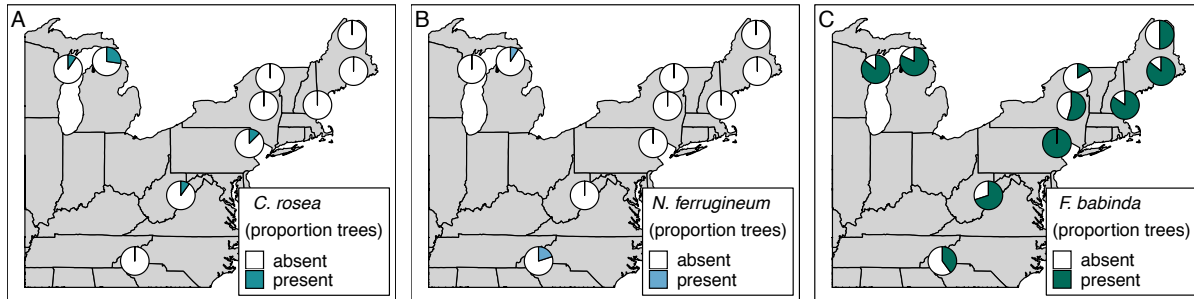 A
C. rosea
(proportion trees)
absent
present
B
N. ferrugineum
(proportion trees)
absent
present
C
F. babinda
(proportion trees)
absent
present